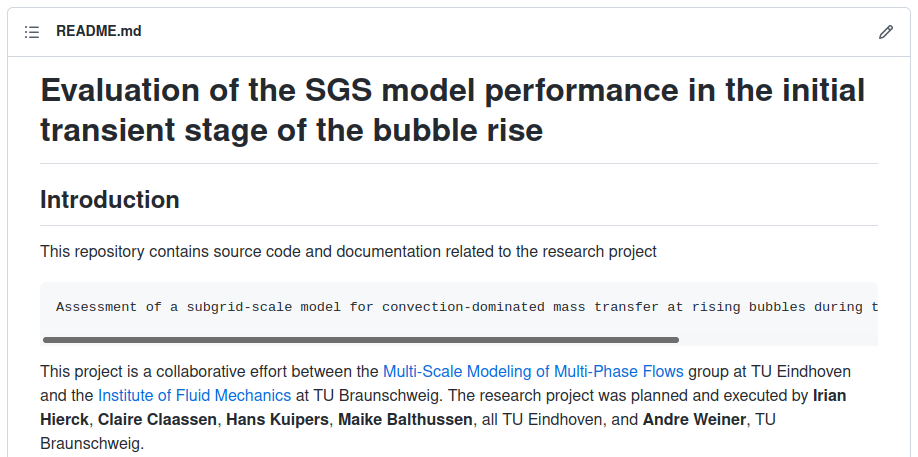 README.md
Evaluation of the SGS model performance in the initial
transient stage of the bubble rise
Introduction
This repository contains source code and documentation related to the research project
Assessment of a subgrid-scale model for convection-dominated mass transfer at rising bubbles during t
This project is a collaborative effort between the Multi-Scale Modeling of Multi-Phase Flows group at TU Eindhoven
and the Institute of Fluid Mechanics at TU Braunschweig. The research project was planned and executed by Irian
Hierck, Claire Claassen, Hans Kuipers, Maike Balthussen, all TU Eindhoven, and Andre Weiner, TU
Braunschweig.